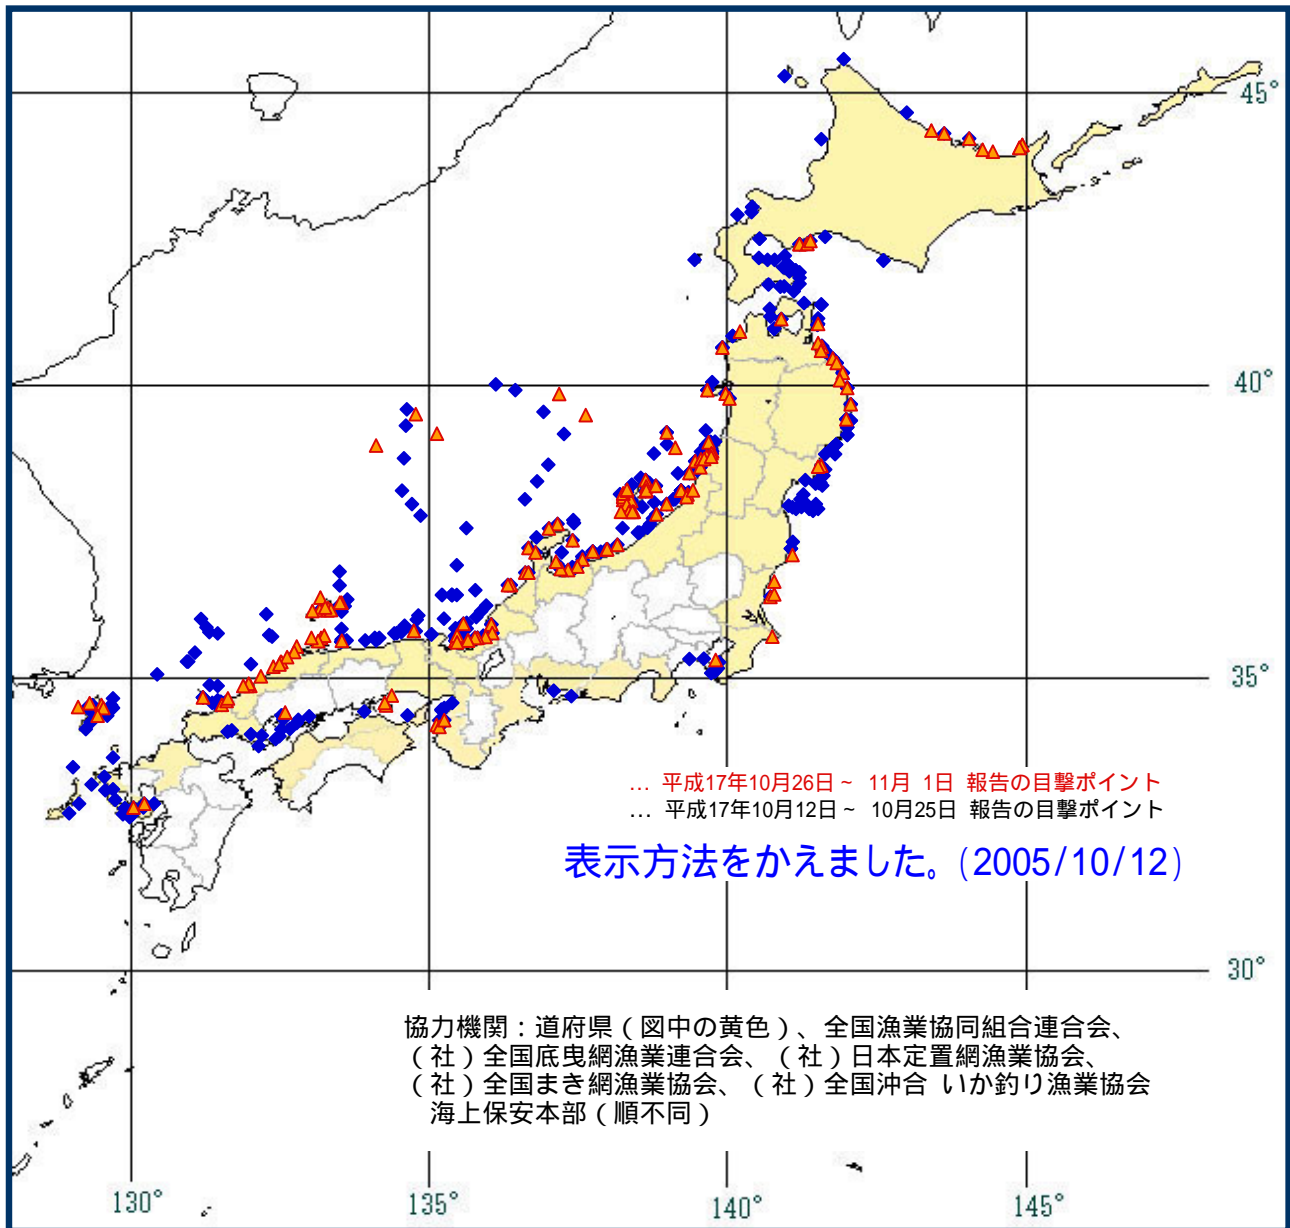 45°
40°
35°
… 平成17年10月26日~ 11月 1日 報告の目撃ポイント
… 平成17年10月12日~ 10月25日 報告の目撃ポイント
表示方法をかえました。(2005/10/12)
30°
協力機関：道府県（図中の黄色）、全国漁業協同組合連合会、
（社）全国底曳網漁業連合会、（社）日本定置網漁業協会、
（社）全国まき網漁業協会、（社）全国沖合 いか釣り漁業協会
海上保安本部（順不同）
130° 135° 140° 145°